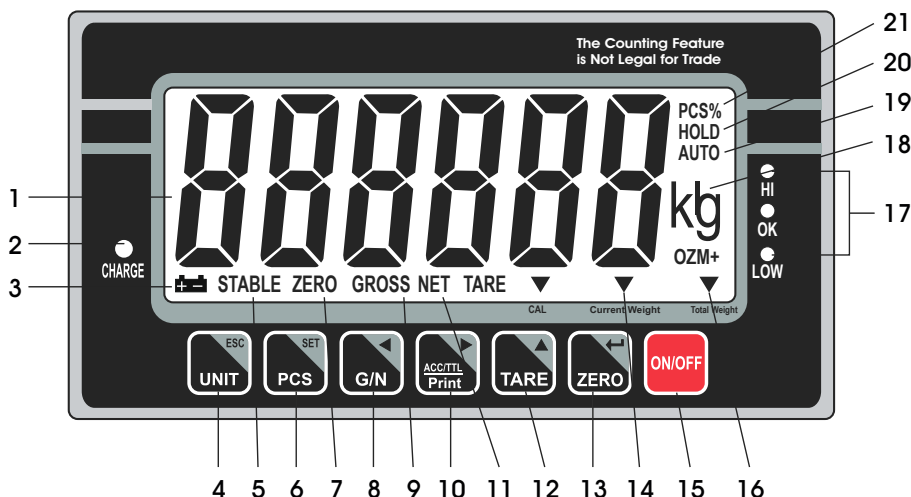 The Counting Feature
is Not Legal for Trade
21
20
19
18
17
PCS%
HOLD
AUTO
kg
OZM+
HI
OK
LOW
1
2
3
CHARGE
888888
STABLE ZERO GROSS NET TARE
CAL Current Weight Total Weight
ESC SET
UNIT PCS G/N ACC/TTL Print TARE ZERO ON/OFF
4 5 6 7 8 9 10 11 12 13 14 15 16